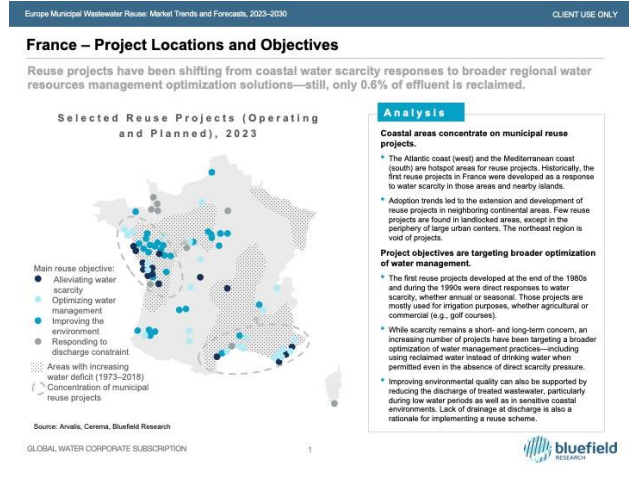 Europe Municipal Wastewater Reuse: Market Trends and Forecasts, 2023–2030
CLIENT USE ONLY
France – Project Locations and Objectives
Reuse projects have been shifting from coastal water scarcity responses to broader regional water
resources management optimization solutions—still, only 0.6% of effluent is reclaimed.
Selected Reuse Projects (Operating
and Planned), 2023
Main reuse objective:
Alleviating water
scarcity
Optimizing water
management
Improving the
environment
Responding to
discharge constraint
Areas with increasing
water deficit (1973–2018)
Concentration of municipal
reuse projects
Source: Arvalis, Cerema, Bluefield Research
Analysis
Coastal areas concentrate on municipal reuse
projects.
The Atlantic coast (west) and the Mediterranean coast
(south) are hotspot areas for reuse projects. Historically, the
first reuse projects in France were developed as a response
to water scarcity in those areas and nearby islands.
Adoption trends led to the extension and development of
reuse projects in neighboring continental areas. Few reuse
projects are found in landlocked areas, except in the
periphery of large urban centers. The northeast region is
void of projects.
Project objectives are targeting broader optimization
of water management.
The first reuse projects developed at the end of the 1980s
and during the 1990s were direct responses to water
scarcity, whether annual or seasonal. Those projects are
mostly used for irrigation purposes, whether agricultural or
commercial (e.g., golf courses).
While scarcity remains a short- and long-term concern, an
increasing number of projects have been targeting a broader
optimization of water management practices—including
using reclaimed water instead of drinking water when
permitted even in the absence of direct scarcity pressure.
Improving environmental quality can also be supported by
reducing the discharge of treated wastewater, particularly
during low water periods as well as in sensitive coastal
environments. Lack of drainage at discharge is also a
rationale for implementing a reuse scheme.
GLOBAL WATER CORPORATE SUBSCRIPTION
1
bluefield
RESEARCH